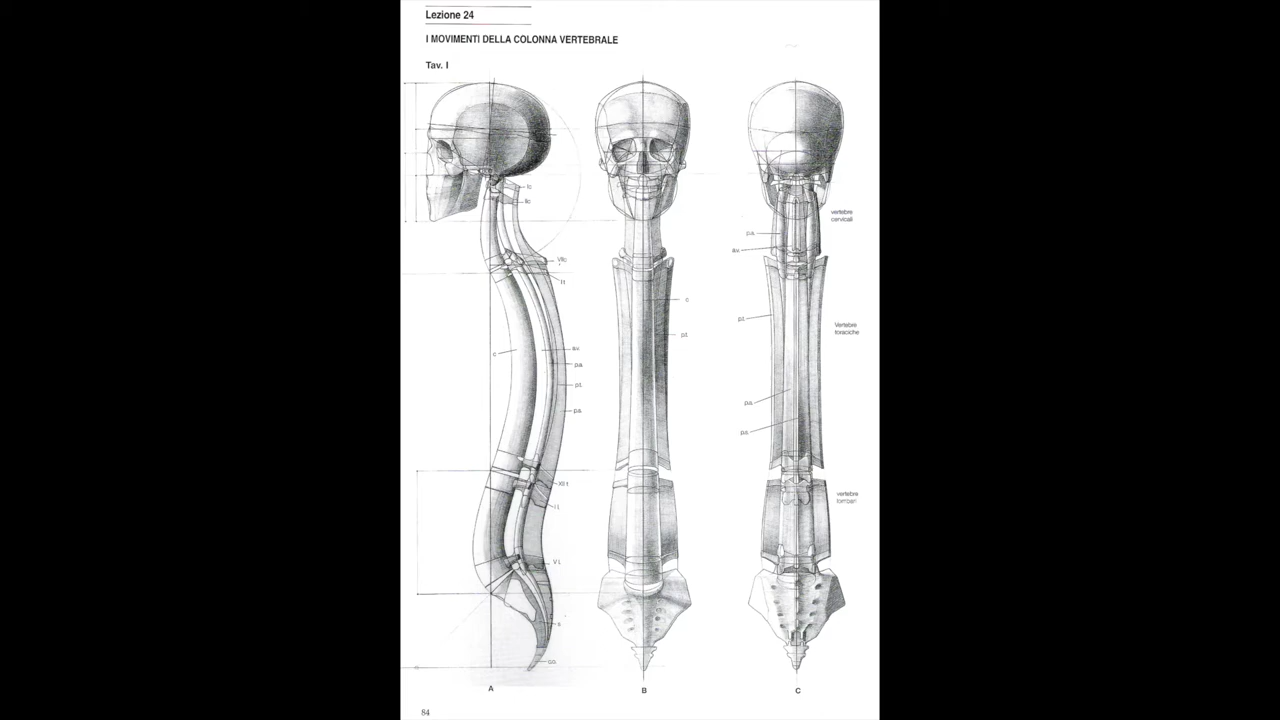 Lezione 24
I MOVIMENTI DELLA COLONNA VERTEBRALE
Tav. I
Ic
IIc
VIIc
I t
c
a.v.
p.a.
p.t.
p.s.
XII t
I l
V l.
s
co.
A
c
p.t.
B
vertebre
cervicali
p.a.
a.v.
p.t.
Vertebre
toraciche
p.a.
p.s.
vertebre
lombari
C
84